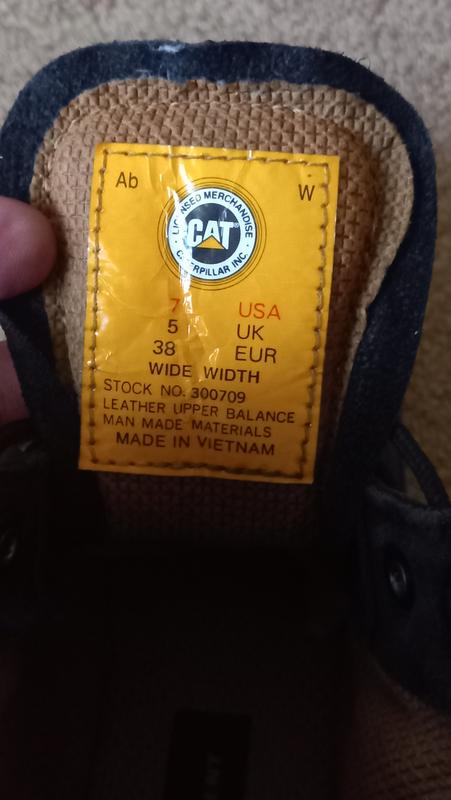 Ab W
LICENSED MERCHANDISE
CAT®
CATERPILLAR INC.
7 USA
5 UK
38 EUR
WIDE WIDTH
STOCK NO. 300709
LEATHER UPPER BALANCE
MAN MADE MATERIALS
MADE IN VIETNAM